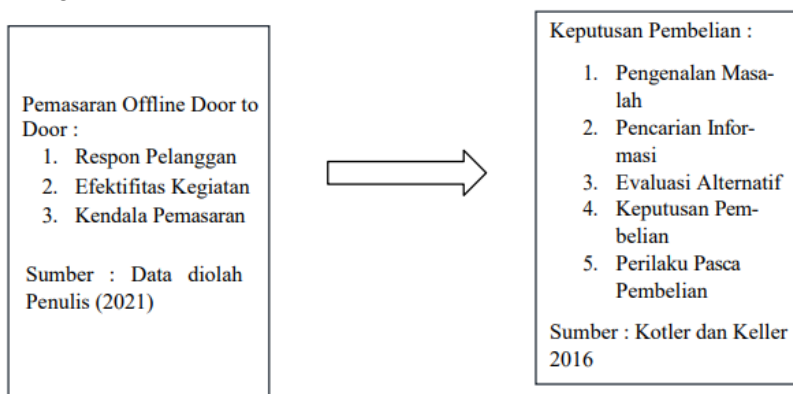 Pemasaran Offline Door to
Door :
1. Respon Pelanggan
2. Efektifitas Kegiatan
3. Kendala Pemasaran
Sumber : Data diolah
Penulis (2021)
Keputusan Pembelian :
1. Pengenalan Masa-
lah
2. Pencarian Infor-
masi
3. Evaluasi Alternatif
4. Keputusan Pem-
belian
5. Perilaku Pasca
Pembelian
Sumber : Kotler dan Keller
2016